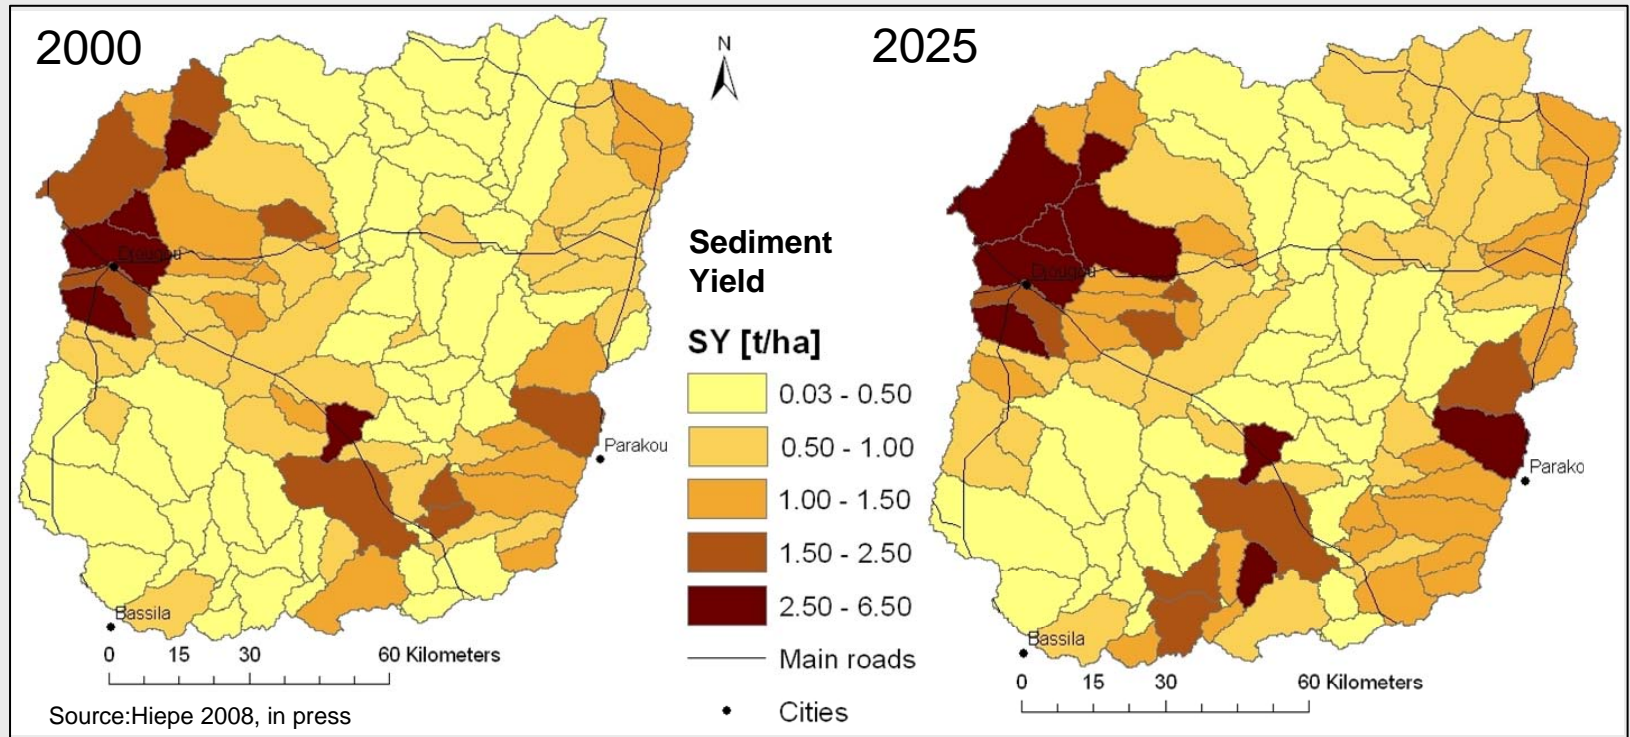 2000
N
2025
Djougou
Djougou
Sediment
Yield
SY [t/ha]
0.03 - 0.50
0.50 - 1.00
1.00 - 1.50
1.50 - 2.50
2.50 - 6.50
Main roads
Cities
Parakou
Parako
Bassila
Bassila
0 15 30 60 Kilometers
0 15 30 60 Kilometers
Source:Hiepe 2008, in press